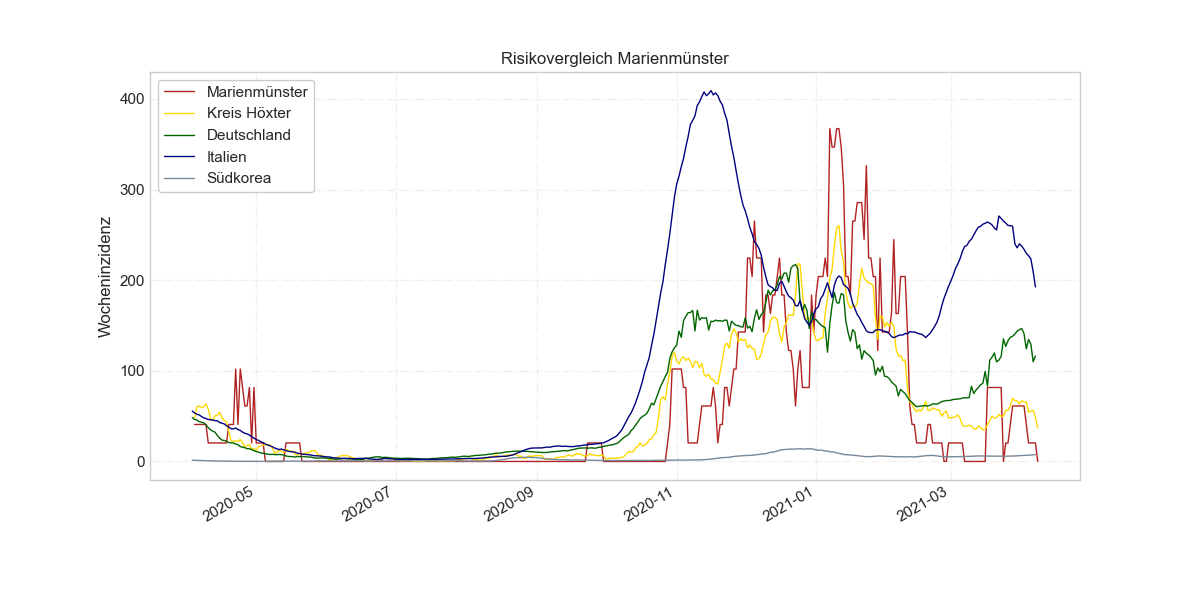 Risikovergleich Marienmünster
Marienmünster
Kreis Höxter
Deutschland
Italien
Südkorea
Wocheninzidenz
400
300
200
100
0
2020-05
2020-07
2020-09
2020-11
2021-01
2021-03